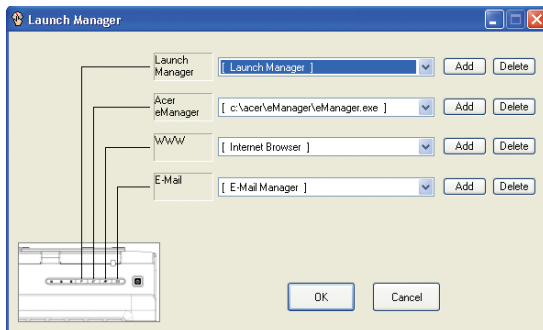 Launch Manager
Launch
Manager
[ Launch Manager ]
Add
Delete
Acer
eManager
[ c:\acer\eManager\eManager.exe ]
Add
Delete
WWW
[ Internet Browser ]
Add
Delete
E-Mail
[ E-Mail Manager ]
Add
Delete
OK
Cancel